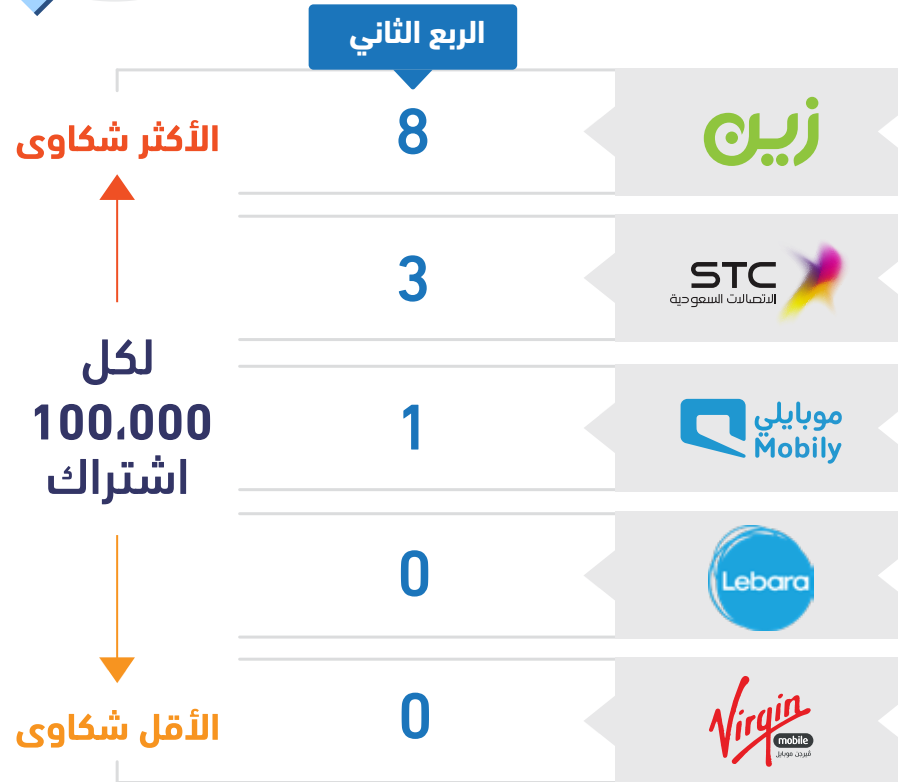 الربع الثاني
زين
8
الأكثر شكاوى
STC
الاتصالات السعودية
3
موبايلي
Mobily
1
لكل
100،000
اشتراك
Lebara
0
Virgin
mobile
ڤيرجن موبايل
0
الأقل شكاوى